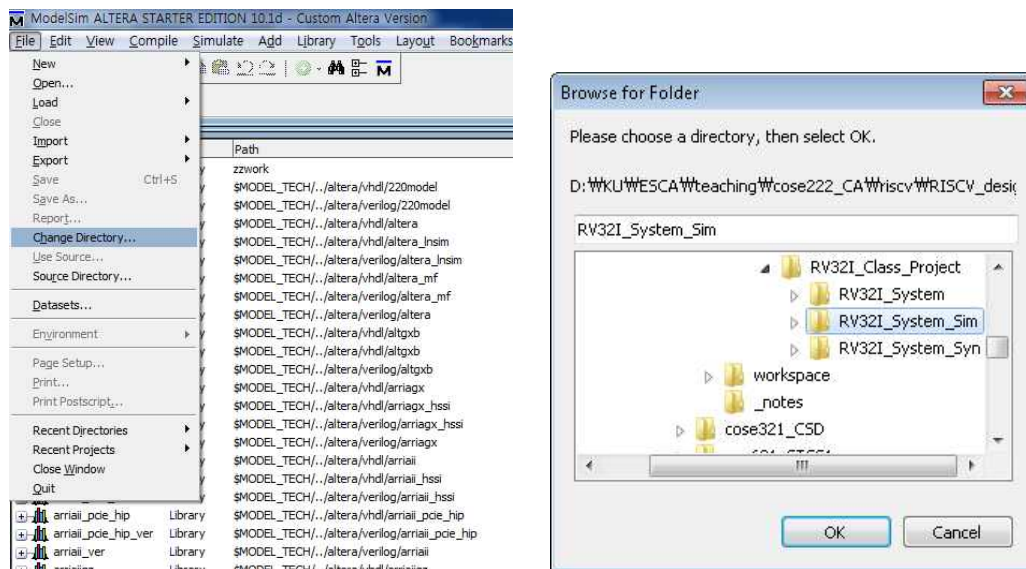 ModelSim ALTERA STARTER EDITION 10.1d - Custom Altera Version
File Edit View Compile Simulate Add Library Tools Layout Bookmarks
New
Open...
Load
Close
Import
Export
Save Ctrl+S
Save As...
Report...
Change Directory...
Use Source...
Source Directory...
Datasets...
Environment
Page Setup...
Print...
Print Postscript...
Recent Directories
Recent Projects
Close Window
Quit
Path
zzwork
$MODEL_TECH/../altera/vhdl/220model
$MODEL_TECH/../altera/verilog/220model
$MODEL_TECH/../altera/vhdl/altera
$MODEL_TECH/../altera/vhdl/altera_lnsim
$MODEL_TECH/../altera/verilog/altera_lnsim
$MODEL_TECH/../altera/vhdl/altera_mf
$MODEL_TECH/../altera/verilog/altera_mf
$MODEL_TECH/../altera/verilog/altera
$MODEL_TECH/../altera/vhdl/altgxb
$MODEL_TECH/../altera/vhdl/altgxb
$MODEL_TECH/../altera/verilog/altgxb
$MODEL_TECH/../altera/vhdl/arriagx
$MODEL_TECH/../altera/vhdl/arriagx_hssi
$MODEL_TECH/../altera/verilog/arriagx_hssi
$MODEL_TECH/../altera/verilog/arriagx
$MODEL_TECH/../altera/vhdl/arriaii
$MODEL_TECH/../altera/vhdl/arriaii_hssi
$MODEL_TECH/../altera/verilog/arriaii_hssi
arriaii_pcie_hip Library $MODEL_TECH/../altera/vhdl/arriaii_pcie_hip
arriaii_pcie_hip_ver Library $MODEL_TECH/../altera/verilog/arriaii_pcie_hip
arriaii_ver Library $MODEL_TECH/../altera/verilog/arriaii
Browse for Folder
Please choose a directory, then select OK.
D:₩KU₩ESCA₩teaching₩cose222_CA₩riscv₩RISCV_desig
RV32I_System_Sim
RV32I_Class_Project
RV32I_System
RV32I_System_Sim
RV32I_System_Syn
workspace
_notes
cose321_CSD
OK Cancel